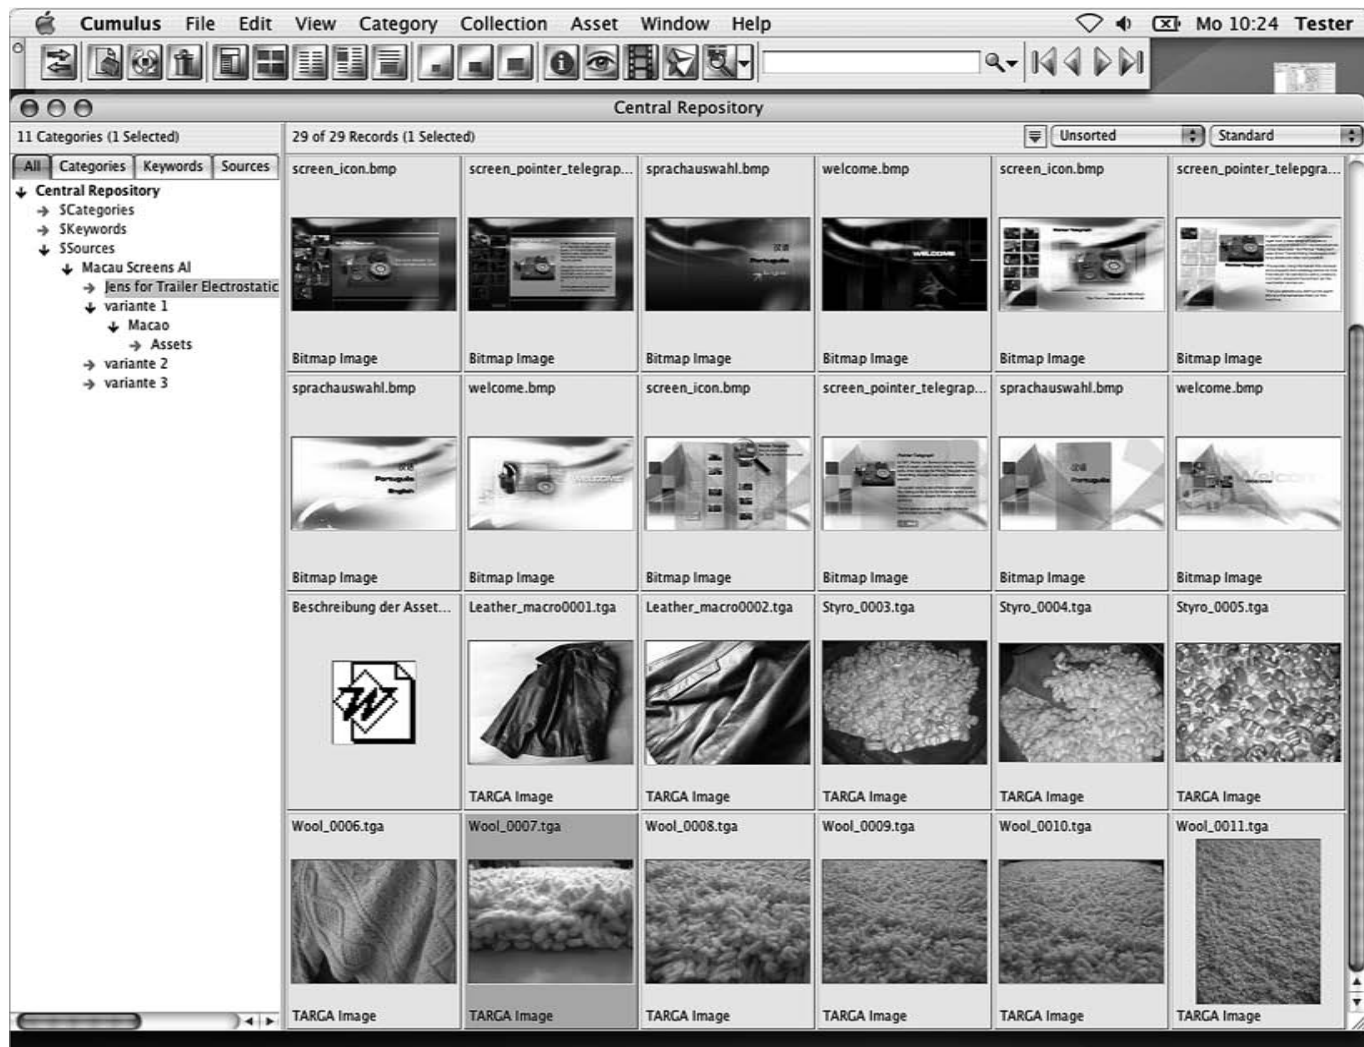 Cumulus File Edit View Category Collection Asset Window Help Mo 10:24 Tester
Central Repository
11 Categories (1 Selected)
29 of 29 Records (1 Selected)
Unsorted
Standard
All Categories Keywords Sources
Central Repository
$Categories
$Keywords
$Sources
Macau Screens AI
Jens for Trailer Electrostatic
variante 1
Macao
Assets
variante 2
variante 3
screen_icon.bmp screen_pointer_telegrap... sprachauswahl.bmp welcome.bmp screen_icon.bmp screen_pointer_telepgra...
Português
WELCOME
Bitmap Image Bitmap Image Bitmap Image Bitmap Image Bitmap Image Bitmap Image
sprachauswahl.bmp welcome.bmp screen_icon.bmp screen_pointer_telegrap... sprachauswahl.bmp welcome.bmp
Português
English
WELCOME
Português
Bitmap Image Bitmap Image Bitmap Image Bitmap Image Bitmap Image Bitmap Image
Beschreibung der Asset... Leather_macro0001.tga Leather_macro0002.tga Styro_0003.tga Styro_0004.tga Styro_0005.tga
W
TARGA Image TARGA Image TARGA Image TARGA Image TARGA Image
Wool_0006.tga Wool_0007.tga Wool_0008.tga Wool_0009.tga Wool_0010.tga Wool_0011.tga
TARGA Image TARGA Image TARGA Image TARGA Image TARGA Image TARGA Image